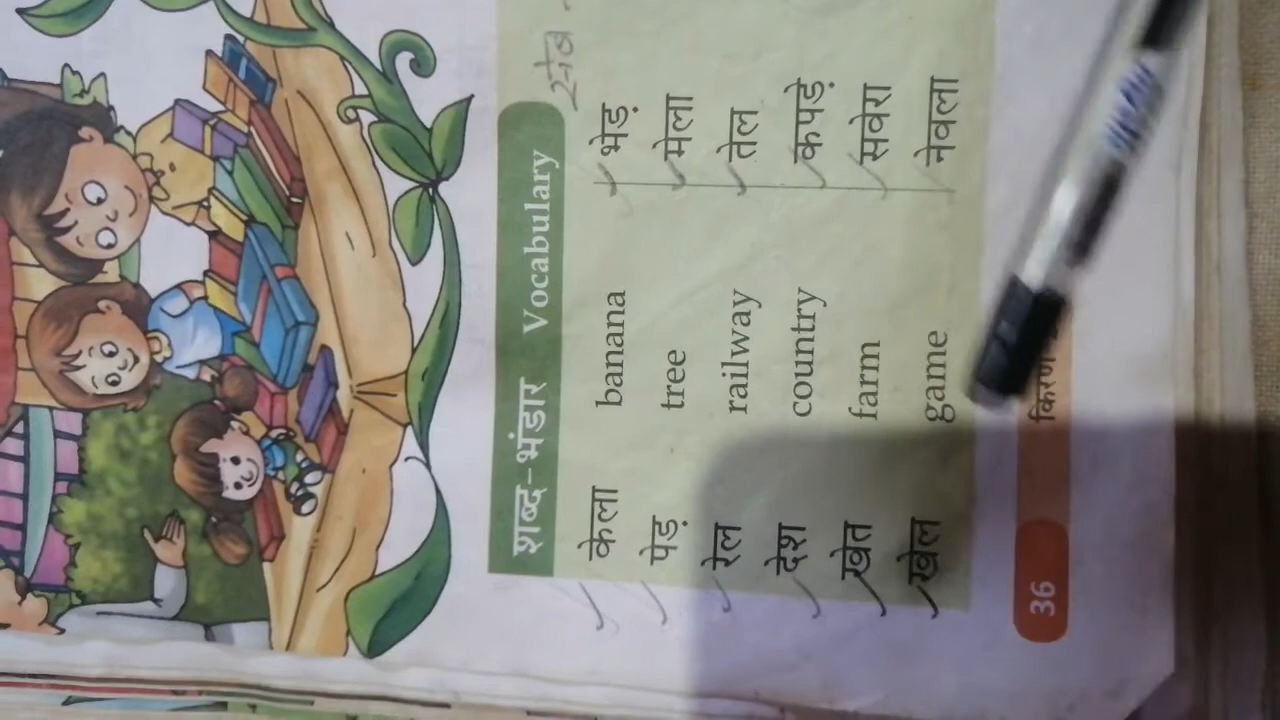 शब्द-भंडार Vocabulary
केला banana भेड़
पेड़ tree मेला
रेल railway तेल
देश country कपड़े
खेत farm सवेरा
खेल game नेवला
36 किरण